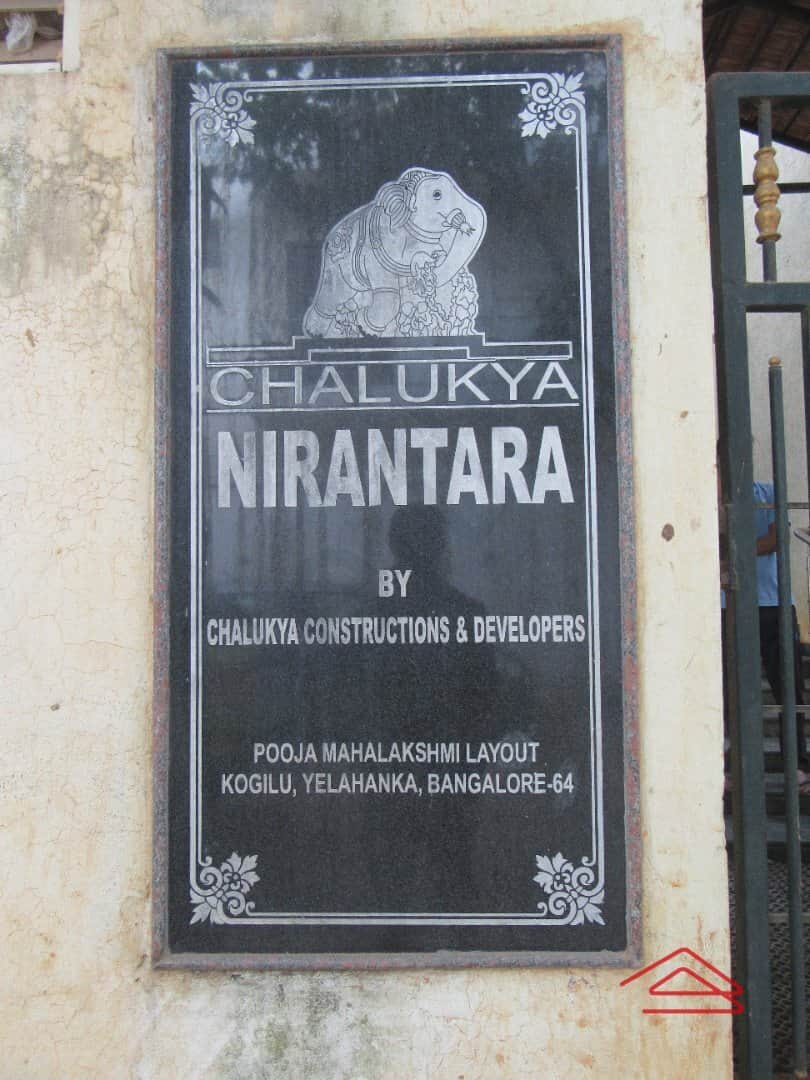 CHALUKYA
NIRANTARA
BY
CHALUKYA CONSTRUCTIONS & DEVELOPERS
POOJA MAHALAKSHMI LAYOUT
KOGILU, YELAHANKA, BANGALORE-64